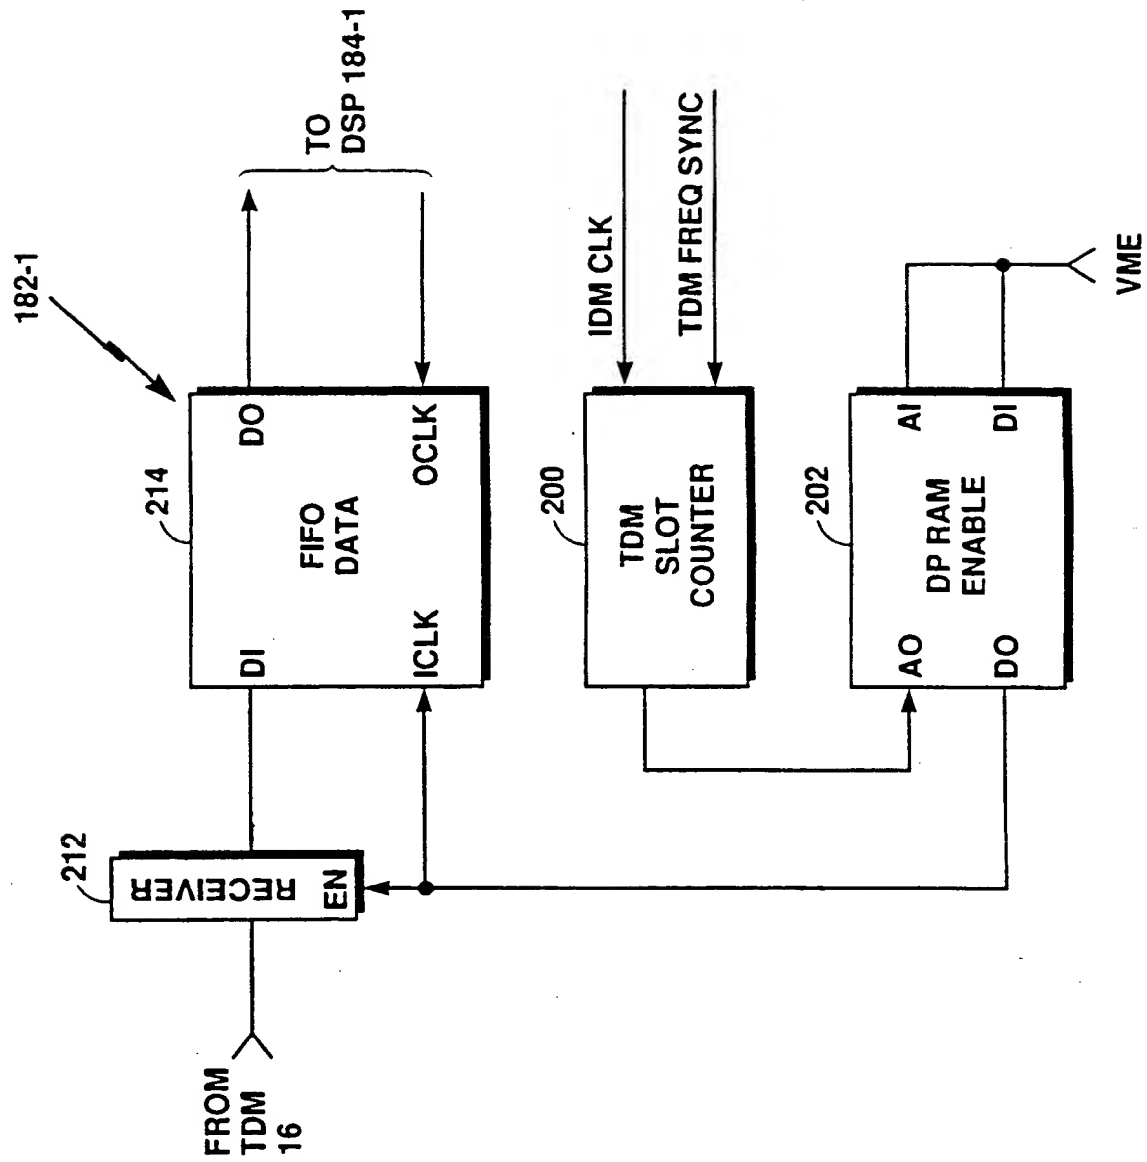 182-1
214
DI
DO
FIFO
DATA
ICLK
OCLK
TO
DSP 184-1
212
RECEIVER
EN
FROM
TDM
16
200
TDM
SLOT
COUNTER
IDM CLK
TDM FREQ SYNC
202
AO
AI
DP RAM
ENABLE
DO
DI
VME